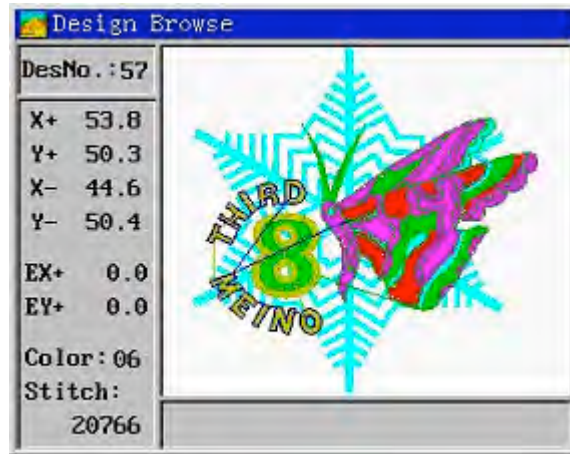 Design Browse
DesNo.:57
X+ 53.8
Y+ 50.3
X- 44.6
Y- 50.4
EX+ 0.0
EY+ 0.0
Color:06
Stitch:
20766
THIRD
8
MEINO